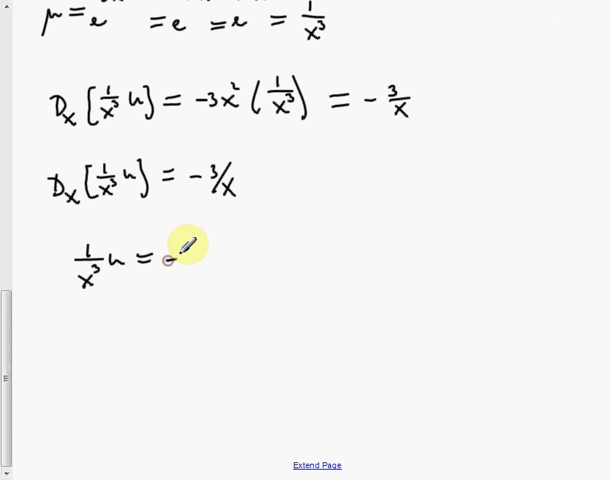 μ = e = e = e = 1/x³
Dx [1/x³ u] = -3x² (1/x³) = - 3/x
Dx [1/x³ u] = - 3/x
1/x³ u = -
Extend Page